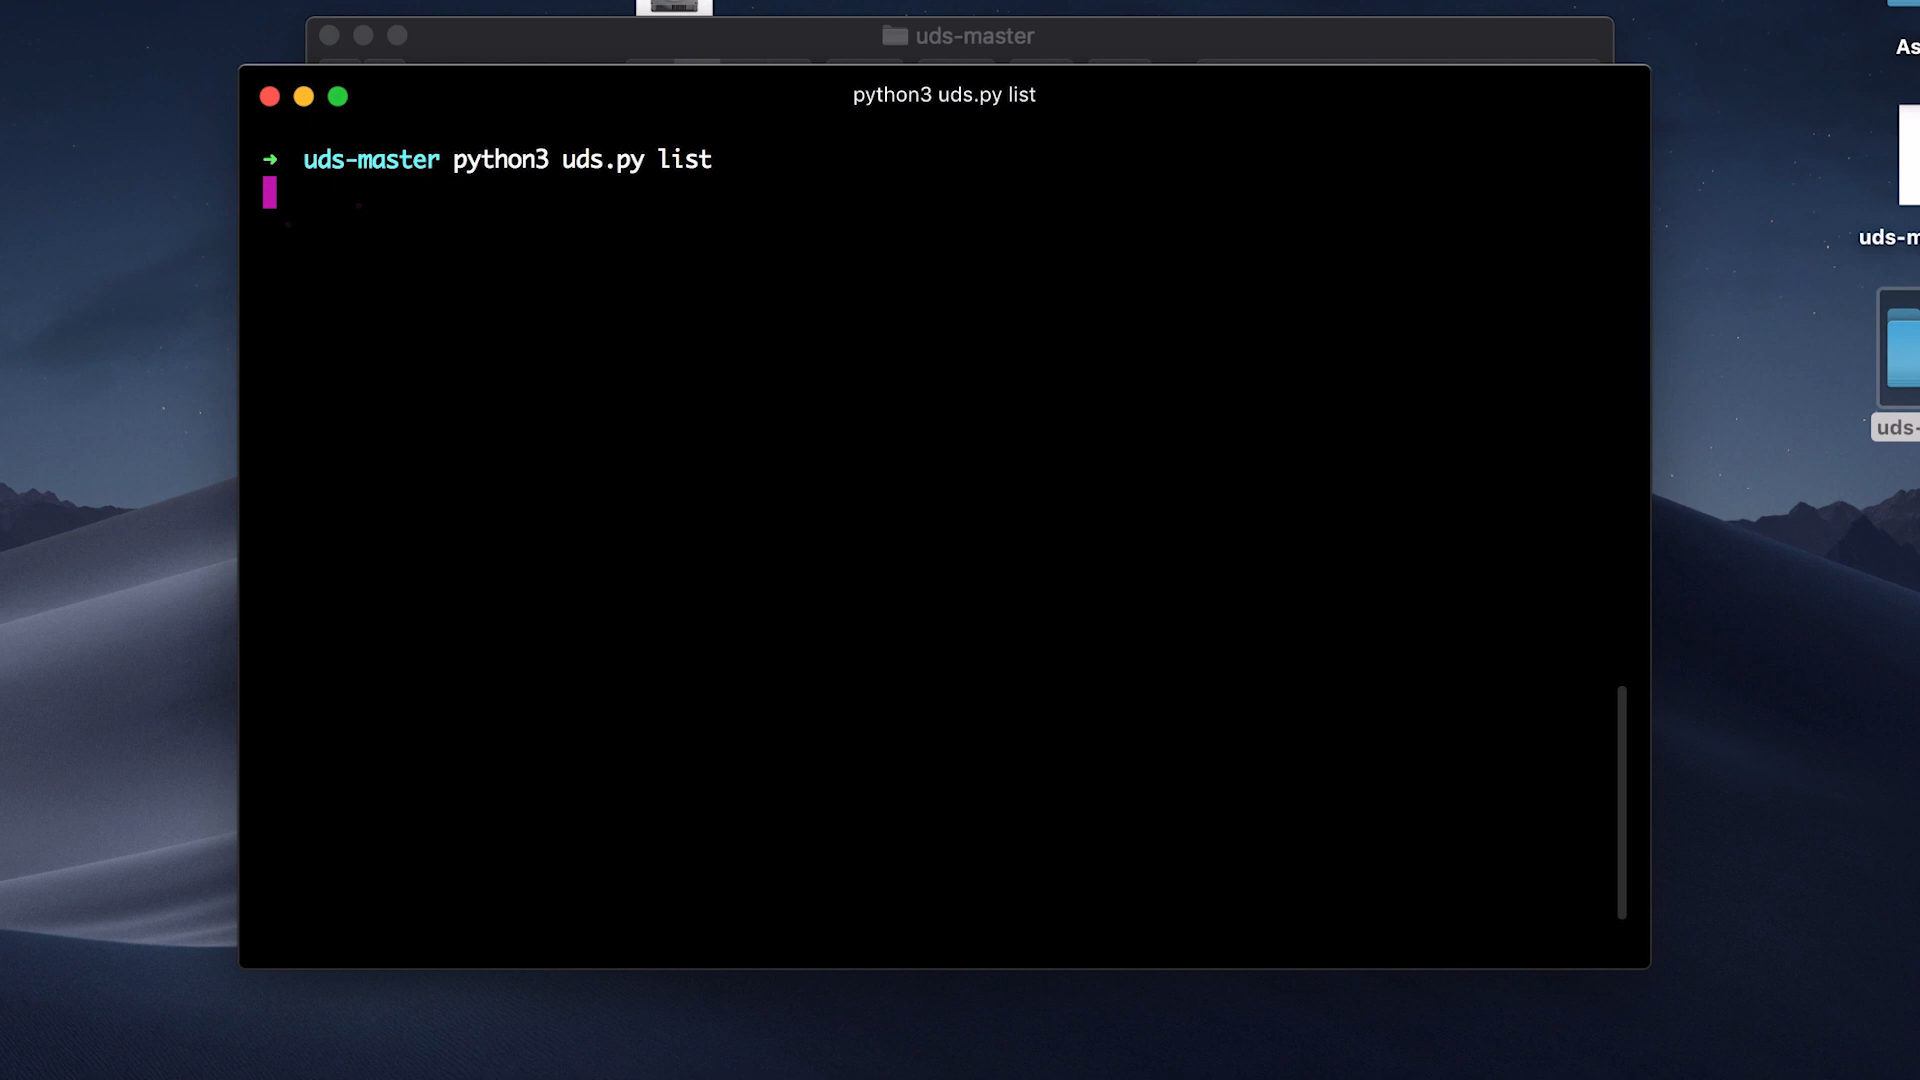 uds-master
python3 uds.py list
➜ uds-master python3 uds.py list
As
uds-m
uds-